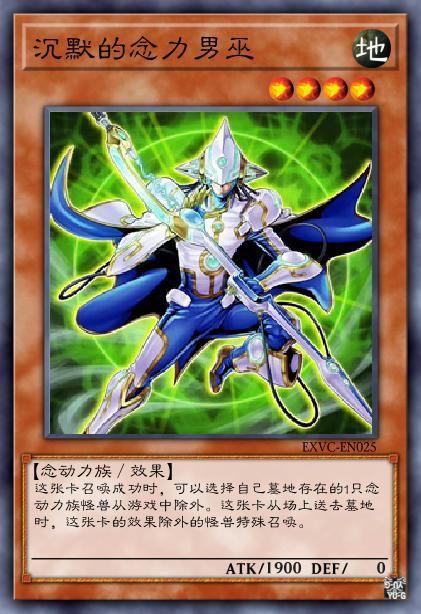 沉默的念力男巫
地
EXVC-EN025
【念动力族／效果】
这张卡召唤成功时，可以选择自己墓地存在的1只念
动力族怪兽从游戏中除外。这张卡从场上送去墓地
时，这张卡的效果除外的怪兽特殊召唤。
ATK/1900 DEF/ 0